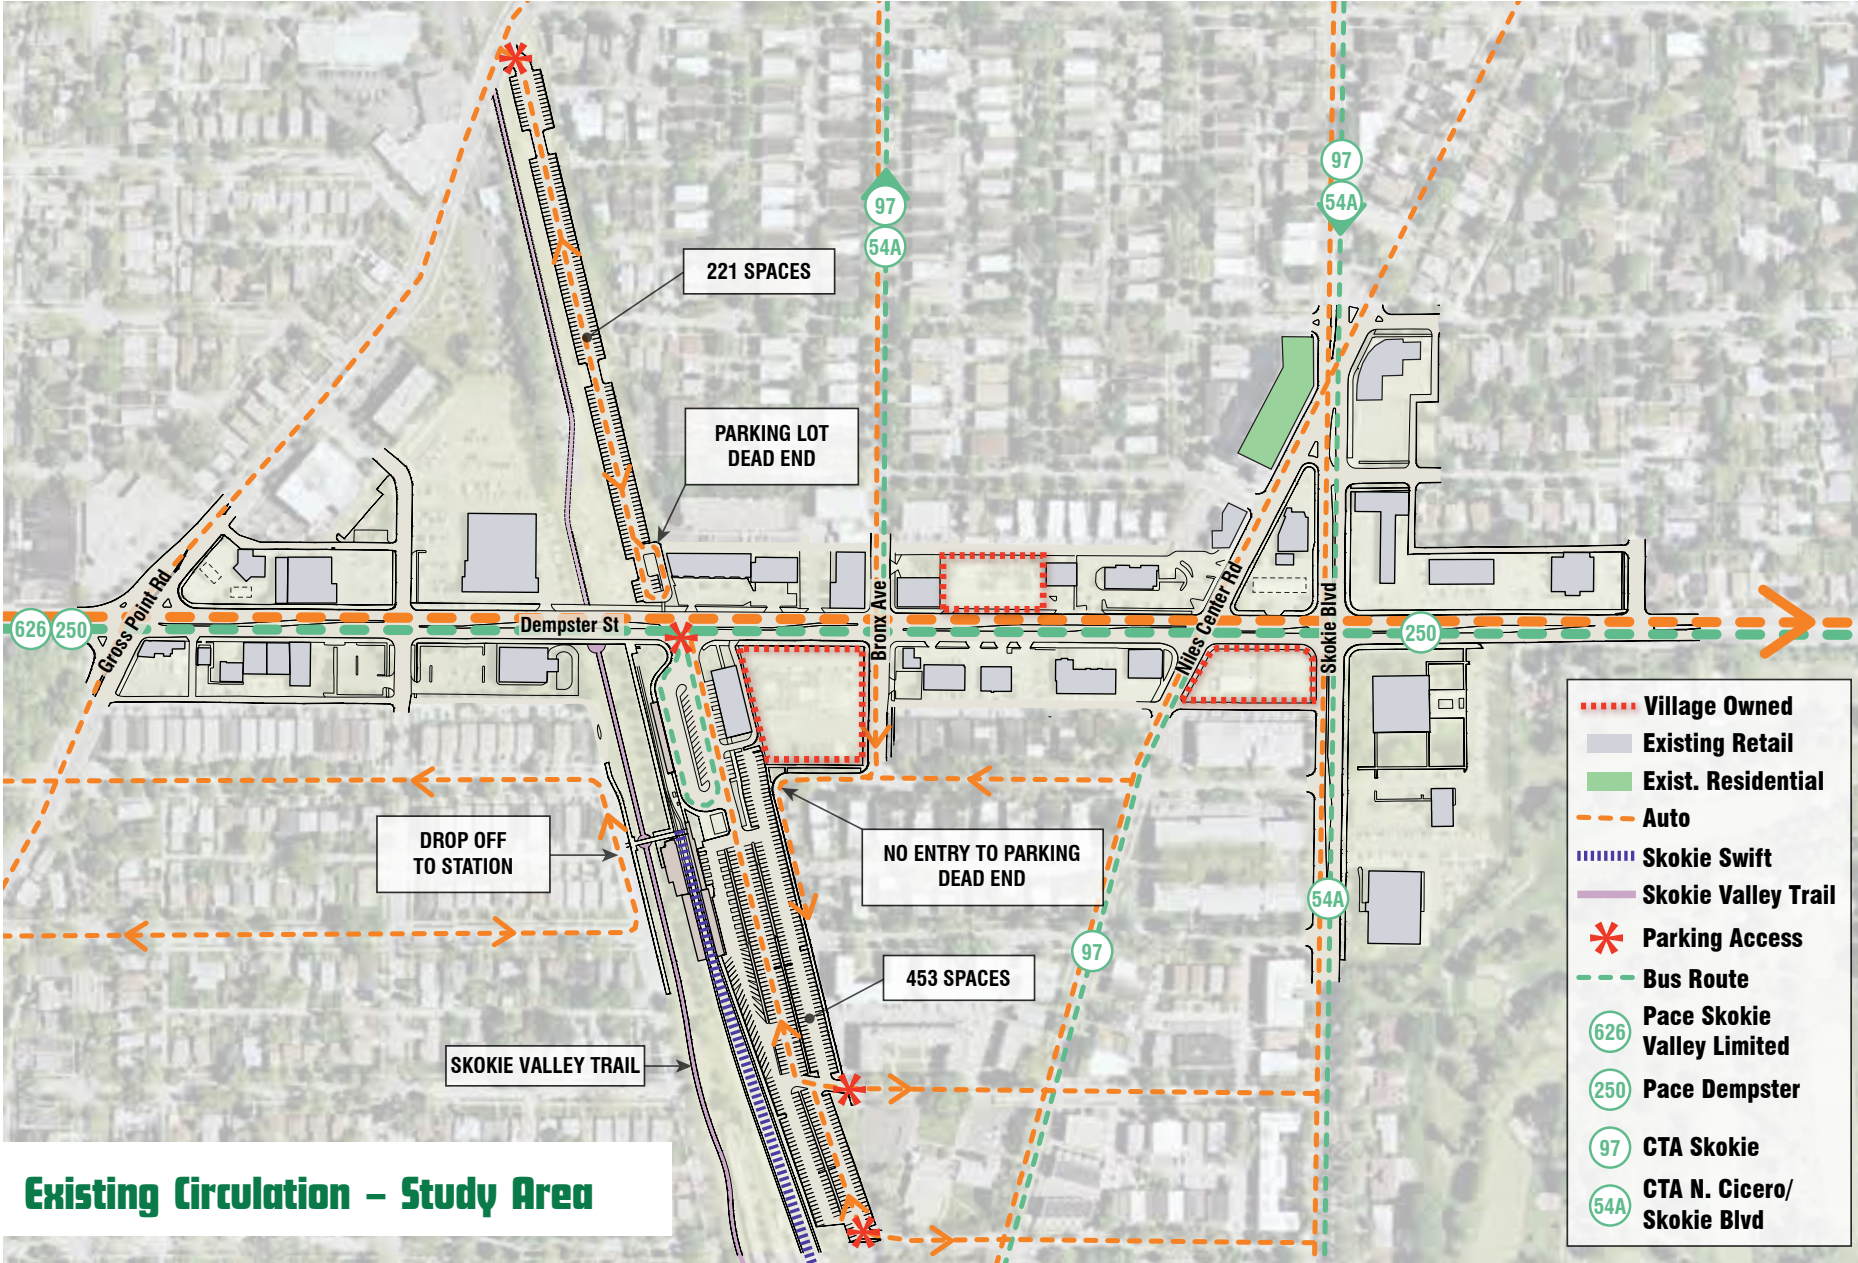 97
54A
97
54A
221 SPACES
PARKING LOT
DEAD END
626
250
Gross Point Rd
Dempster St
Bronx Ave
Niles Center Rd
Skokie Blvd
250
DROP OFF
TO STATION
NO ENTRY TO PARKING
DEAD END
54A
97
453 SPACES
SKOKIE VALLEY TRAIL
Existing Circulation – Study Area
Village Owned
Existing Retail
Exist. Residential
Auto
Skokie Swift
Skokie Valley Trail
Parking Access
Bus Route
626
Pace Skokie
Valley Limited
250
Pace Dempster
97
CTA Skokie
54A
CTA N. Cicero/
Skokie Blvd